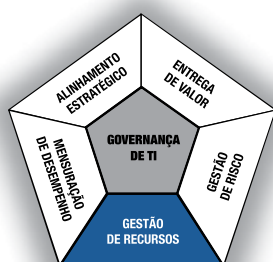 ALINHAMENTO
ESTRATÉGICO
ENTREGA
DE VALOR
MENSURAÇÃO
DE DESEMPENHO
GOVERNANÇA
DE TI
GESTÃO
DE RISCO
GESTÃO
DE RECURSOS